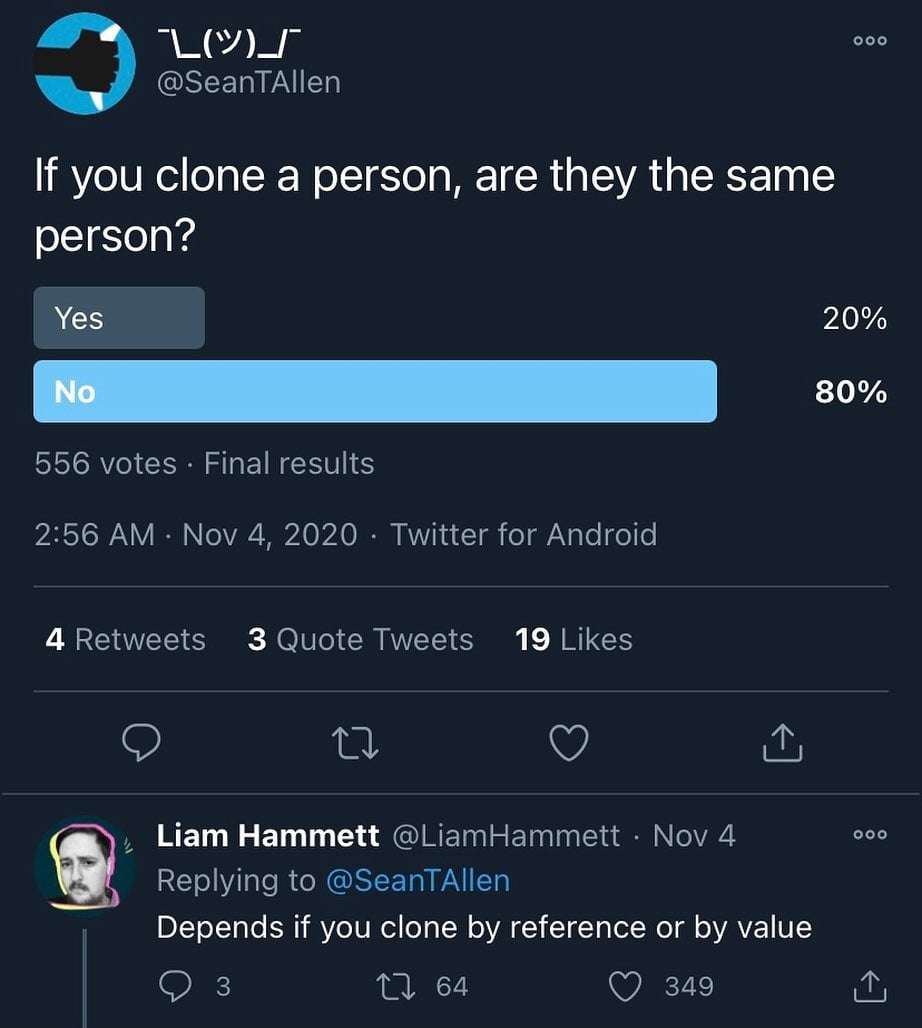 ¯\_(ツ)_/¯
@SeanTAllen
If you clone a person, are they the same
person?
Yes 20%
No 80%
556 votes · Final results
2:56 AM · Nov 4, 2020 · Twitter for Android
4 Retweets 3 Quote Tweets 19 Likes
Liam Hammett @LiamHammett · Nov 4
Replying to @SeanTAllen
Depends if you clone by reference or by value
3 64 349